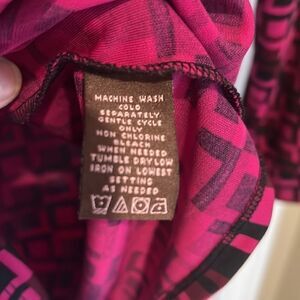 MACHINE WASH
COLD
SEPARATELY
GENTLE CYCLE
ONLY
NON CHLORINE
BLEACH
WHEN NEEDED
TUMBLE DRY LOW
IRON ON LOWEST
SETTING
AS NEEDED